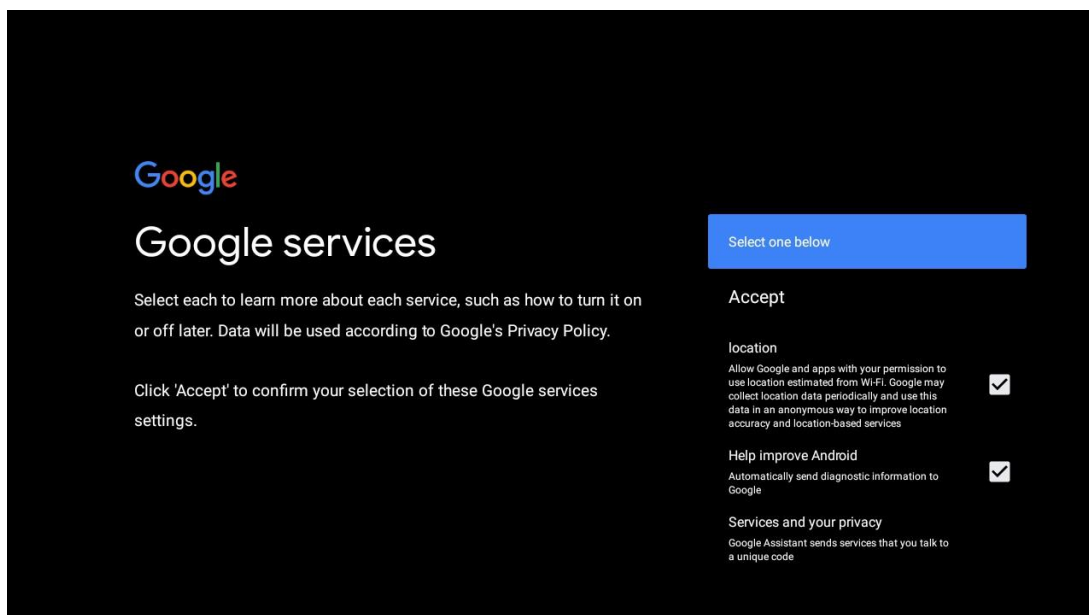 Google
Google services
Select each to learn more about each service, such as how to turn it on
or off later. Data will be used according to Google's Privacy Policy.
Click 'Accept' to confirm your selection of these Google services
settings.
Select one below
Accept
location
Allow Google and apps with your permission to
use location estimated from Wi-Fi. Google may
collect location data periodically and use this
data in an anonymous way to improve location
accuracy and location-based services
Help improve Android
Automatically send diagnostic information to
Google
Services and your privacy
Google Assistant sends services that you talk to
a unique code